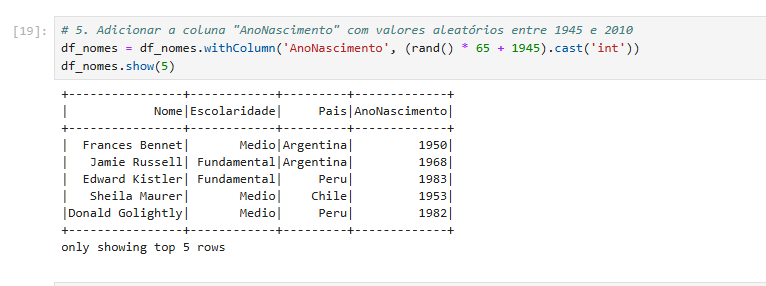 [19]: # 5. Adicionar a coluna "AnoNascimento" com valores aleatórios entre 1945 e 2010
df_nomes = df_nomes.withColumn('AnoNascimento', (rand() * 65 + 1945).cast('int'))
df_nomes.show(5)
+---------------+------------+---------+-------------+
|           Nome|Escolaridade|     Pais|AnoNascimento|
+---------------+------------+---------+-------------+
|  Frances Bennet|       Medio|Argentina|         1950|
|   Jamie Russell| Fundamental|Argentina|         1968|
|  Edward Kistler| Fundamental|     Peru|         1983|
|   Sheila Maurer|       Medio|    Chile|         1953|
|Donald Golightly|       Medio|     Peru|         1982|
+---------------+------------+---------+-------------+
only showing top 5 rows